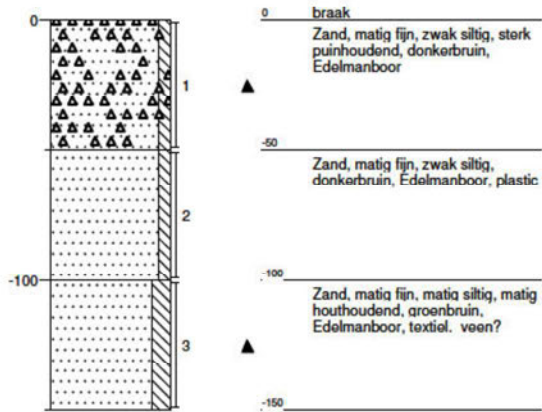 0
-100
1
2
3
0
braak
Zand, matig fijn, zwak siltig, sterk
puinhoudend, donkerbruin,
Edelmanboor
-50
Zand, matig fijn, zwak siltig,
donkerbruin, Edelmanboor, plastic
-100
Zand, matig fijn, matig siltig, matig
houthoudend, groenbruin,
Edelmanboor, textiel. veen?
-150